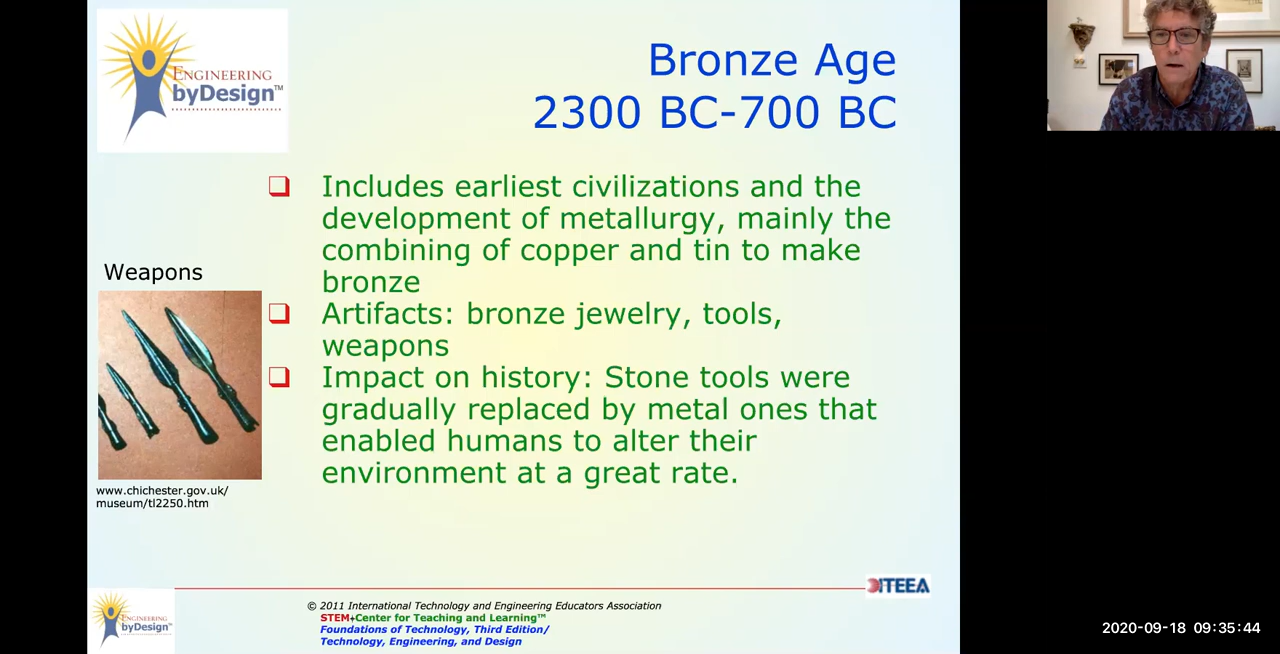 ENGINEERING
byDesign™
Bronze Age
2300 BC-700 BC
❑ Includes earliest civilizations and the
development of metallurgy, mainly the
combining of copper and tin to make
bronze
❑ Artifacts: bronze jewelry, tools,
weapons
❑ Impact on history: Stone tools were
gradually replaced by metal ones that
enabled humans to alter their
environment at a great rate.
Weapons
www.chichester.gov.uk/
museum/tl2250.htm
ENGINEERING
byDesign™
© 2011 International Technology and Engineering Educators Association
STEM+Center for Teaching and Learning™
Foundations of Technology, Third Edition/
Technology, Engineering, and Design
ITEEA
2020-09-18 09:35:44